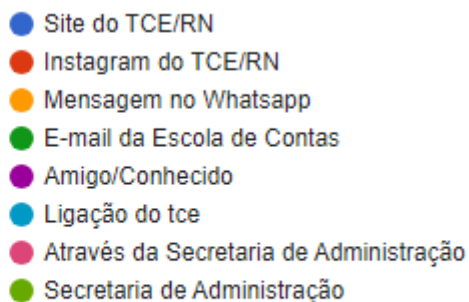 Site do TCE/RN
Instagram do TCE/RN
Mensagem no Whatsapp
E-mail da Escola de Contas
Amigo/Conhecido
Ligação do tce
Através da Secretaria de Administração
Secretaria de Administração